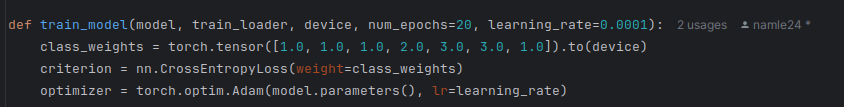 def train_model(model, train_loader, device, num_epochs=20, learning_rate=0.0001): 2 usages namle24 *
class_weights = torch.tensor([1.0, 1.0, 1.0, 2.0, 3.0, 3.0, 1.0]).to(device)
criterion = nn.CrossEntropyLoss(weight=class_weights)
optimizer = torch.optim.Adam(model.parameters(), lr=learning_rate)